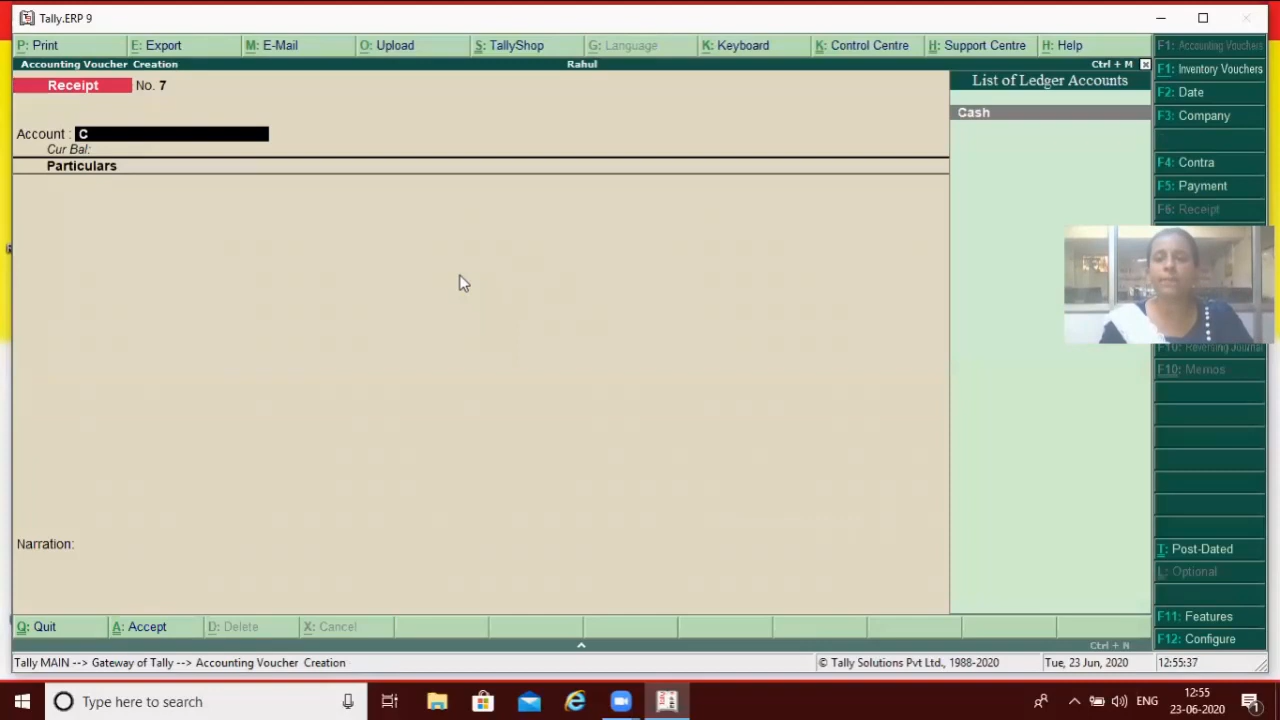 Tally.ERP 9
P: Print
E: Export
M: E-Mail
O: Upload
S: TallyShop
G: Language
K: Keyboard
K: Control Centre
H: Support Centre
H: Help
F1: Accounting Vouchers
Accounting Voucher Creation
Rahul
Ctrl + M
F1: Inventory Vouchers
Receipt
No. 7
List of Ledger Accounts
F2: Date
Cash
F3: Company
Account : C
Cur Bal:
Particulars
F4: Contra
F5: Payment
F6: Receipt
F10: Reversing Journal
F10: Memos
Narration:
T: Post-Dated
L: Optional
F11: Features
Q: Quit
A: Accept
D: Delete
X: Cancel
F12: Configure
Ctrl + N
Tally MAIN --> Gateway of Tally --> Accounting Voucher Creation
© Tally Solutions Pvt Ltd., 1988-2020
Tue, 23 Jun, 2020
12:55:37
Type here to search
ENG
12:55
23-06-2020
1